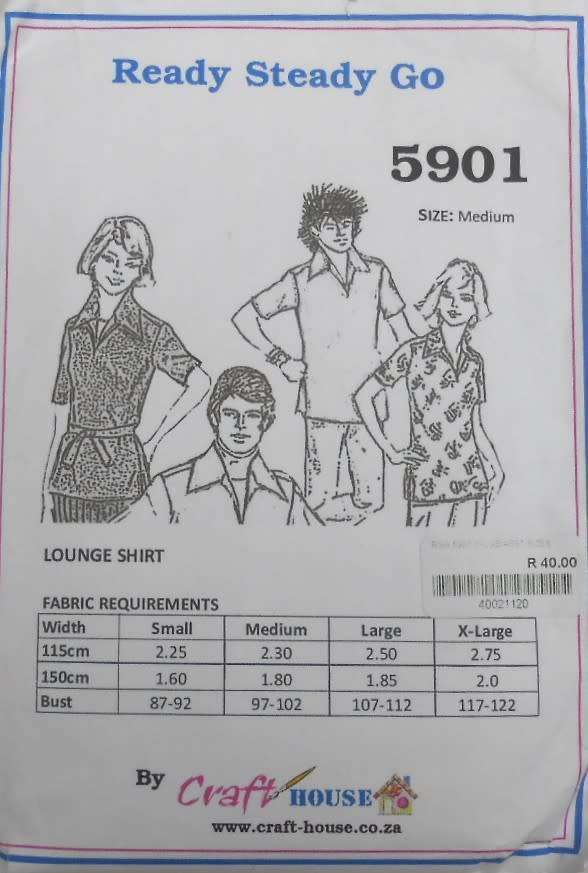 Ready Steady Go
5901
SIZE: Medium
LOUNGE SHIRT
R 40.00
40021120
FABRIC REQUIREMENTS
Width Small Medium Large X-Large
115cm 2.25 2.30 2.50 2.75
150cm 1.60 1.80 1.85 2.0
Bust 87-92 97-102 107-112 117-122
By Craft HOUSE
www.craft-house.co.za